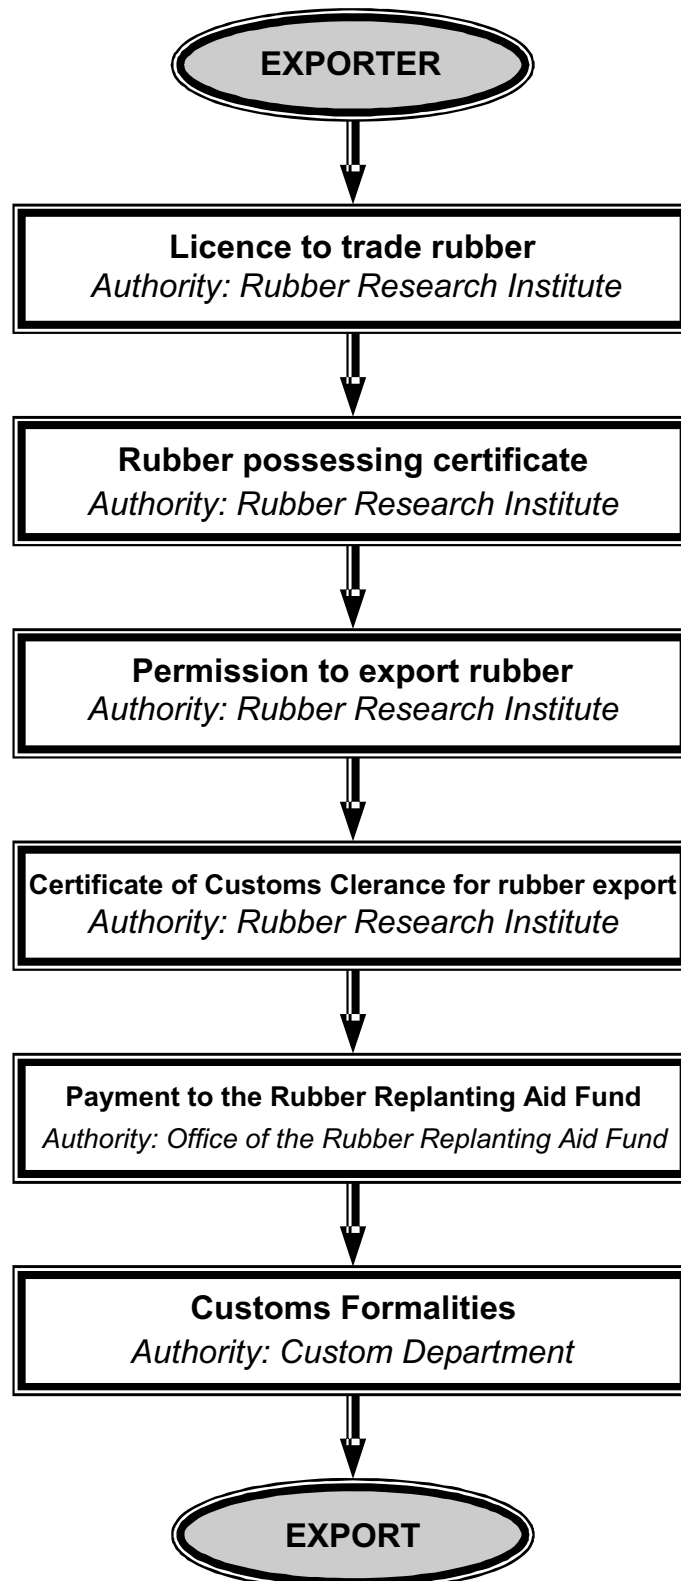 EXPORTER
Licence to trade rubber
Authority: Rubber Research Institute
Rubber possessing certificate
Authority: Rubber Research Institute
Permission to export rubber
Authority: Rubber Research Institute
Certificate of Customs Clerance for rubber export
Authority: Rubber Research Institute
Payment to the Rubber Replanting Aid Fund
Authority: Office of the Rubber Replanting Aid Fund
Customs Formalities
Authority: Custom Department
EXPORT